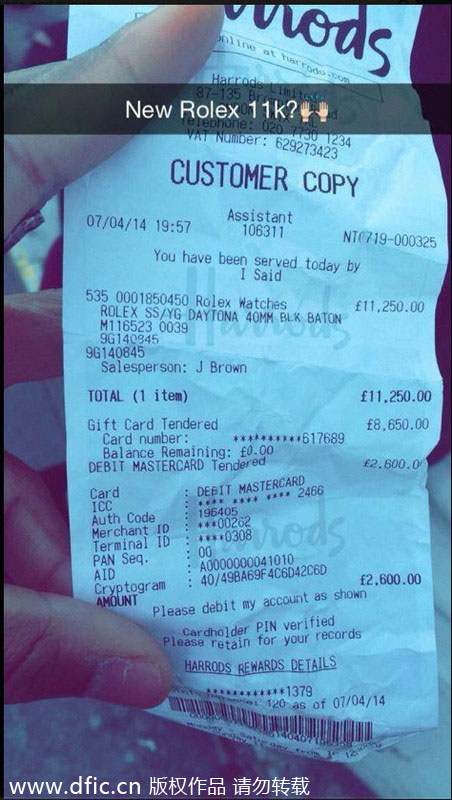 Harrods
online at harrods.com
Harrods Limited
87-135 Br
Telephone: 020 7730 1234
VAT Number: 629273423
New Rolex 11k?🙌
CUSTOMER COPY
07/04/14 19:57 Assistant 106311 NT0719-000325
You have been served today by
I Said
535 0001850450 Rolex Watches £11,250.00
ROLEX SS/YG DAYTONA 40MM BLK BATON
M116523 0039
9G140845
9G140845
Salesperson: J Brown
TOTAL (1 item) £11,250.00
Gift Card Tendered £8,650.00
Card number: **********617689
Balance Remaining: £0.00
DEBIT MASTERCARD Tendered £2,600.00
Card : DEBIT MASTERCARD
ICC : **** **** **** 2466
Auth Code : 196405
Merchant ID : ***00262
Terminal ID : ****0308
PAN Seq. : 00
AID : A0000000041010
Cryptogram : 40/49BA69F4C6D42C6D
AMOUNT £2,600.00
Please debit my account as shown
Cardholder PIN verified
Please retain for your records
HARRODS REWARDS DETAILS
************1379
120 as of 07/04/14
www.dfic.cn 版权作品 请勿转载